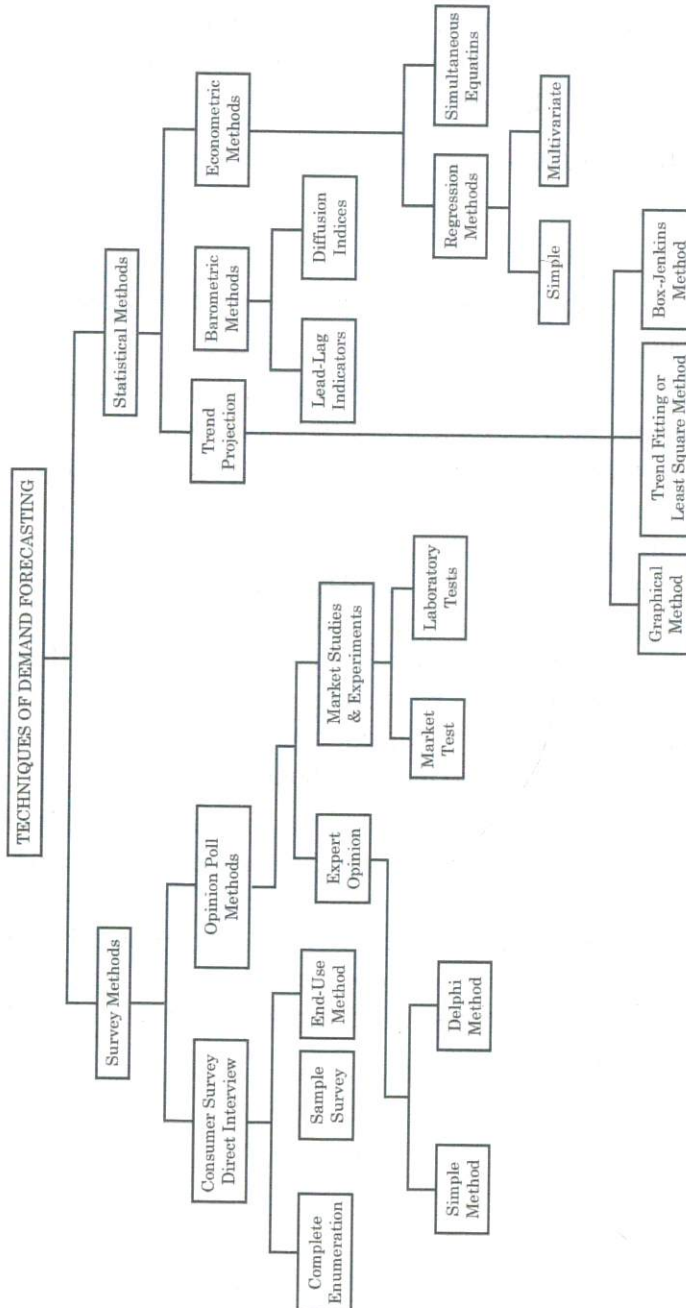 TECHNIQUES OF DEMAND FORECASTING
Survey Methods
Statistical Methods
Consumer Survey
Direct Interview
Opinion Poll
Methods
Trend
Projection
Barometric
Methods
Econometric
Methods
Complete
Enumeration
Sample
Survey
End-Use
Method
Expert
Opinion
Market Studies
& Experiments
Lead-Lag
Indicators
Diffusion
Indices
Simple
Method
Delphi
Method
Market
Test
Laboratory
Tests
Regression
Methods
Simultaneous
Equatins
Simple
Multivariate
Graphical
Method
Trend Fitting or
Least Square Method
Box-Jenkins
Method